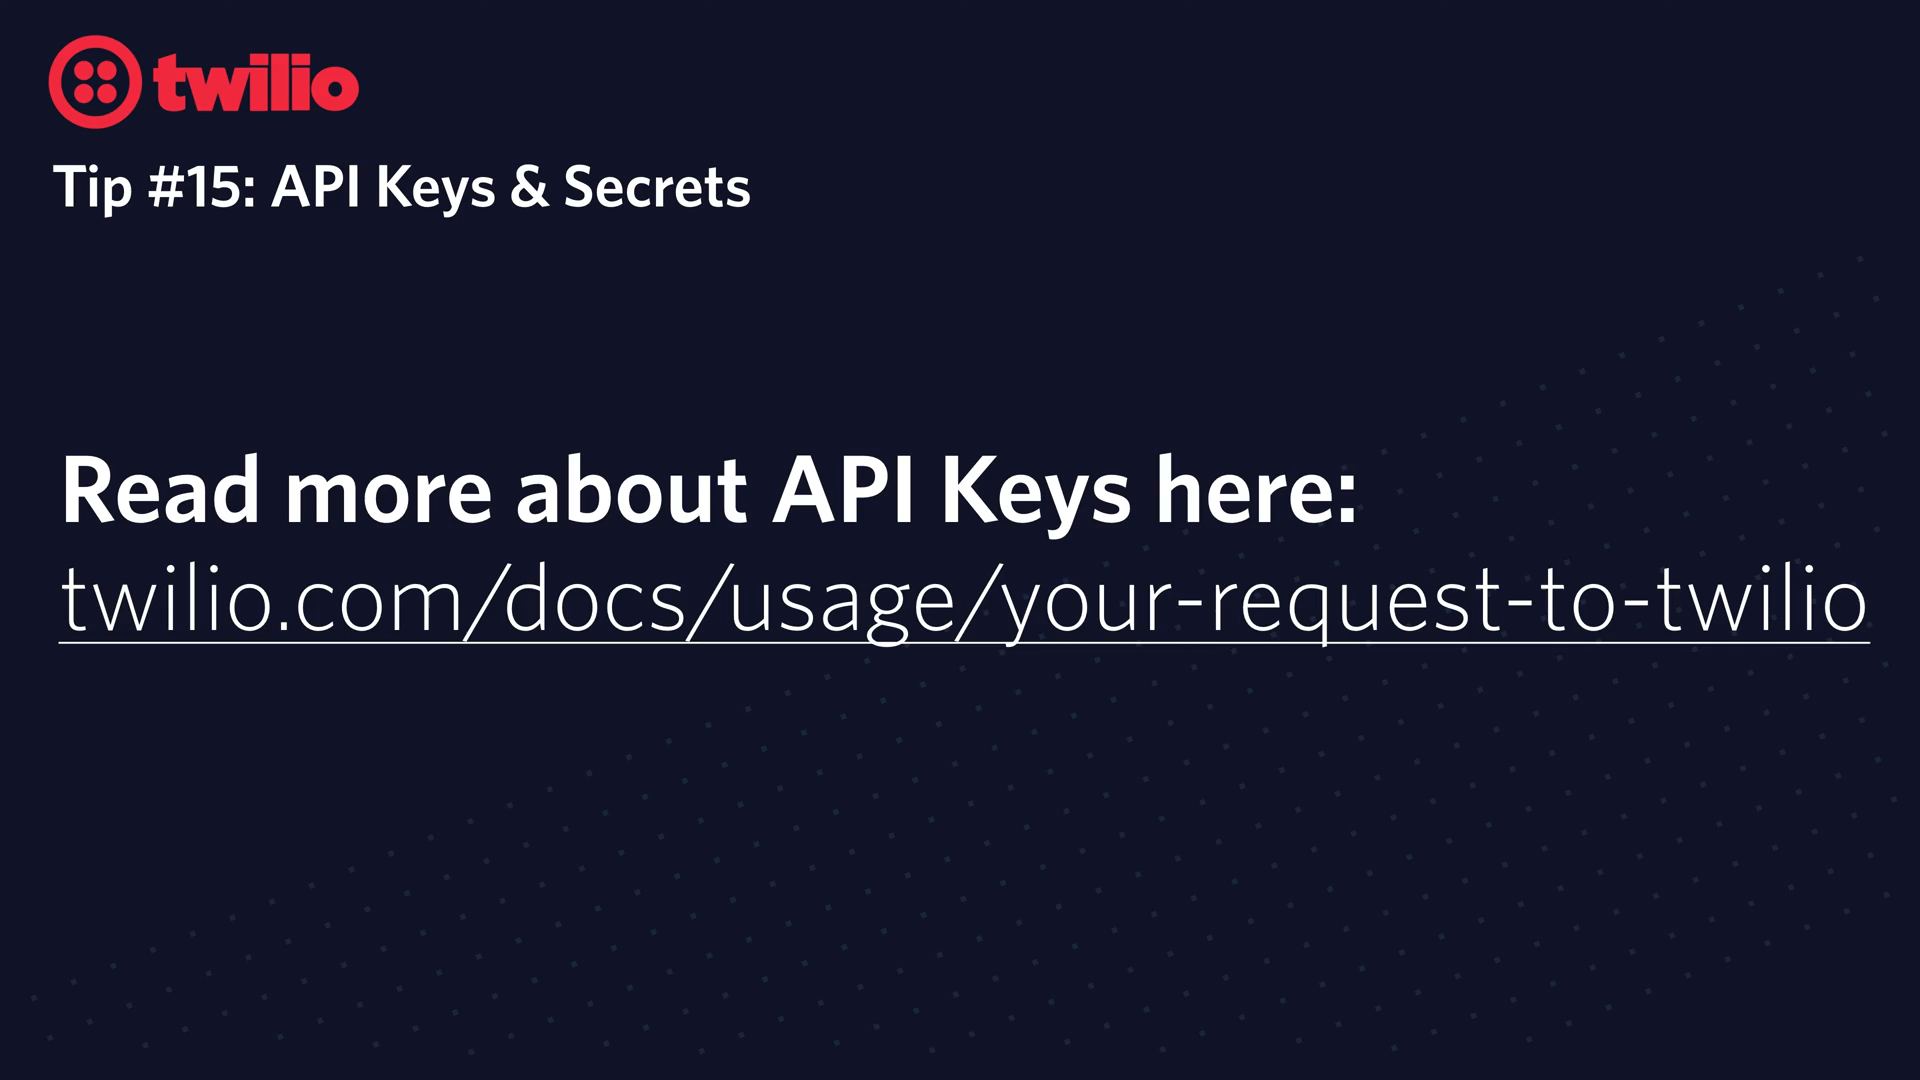 twilio
Tip #15: API Keys & Secrets
Read more about API Keys here:
twilio.com/docs/usage/your-request-to-twilio